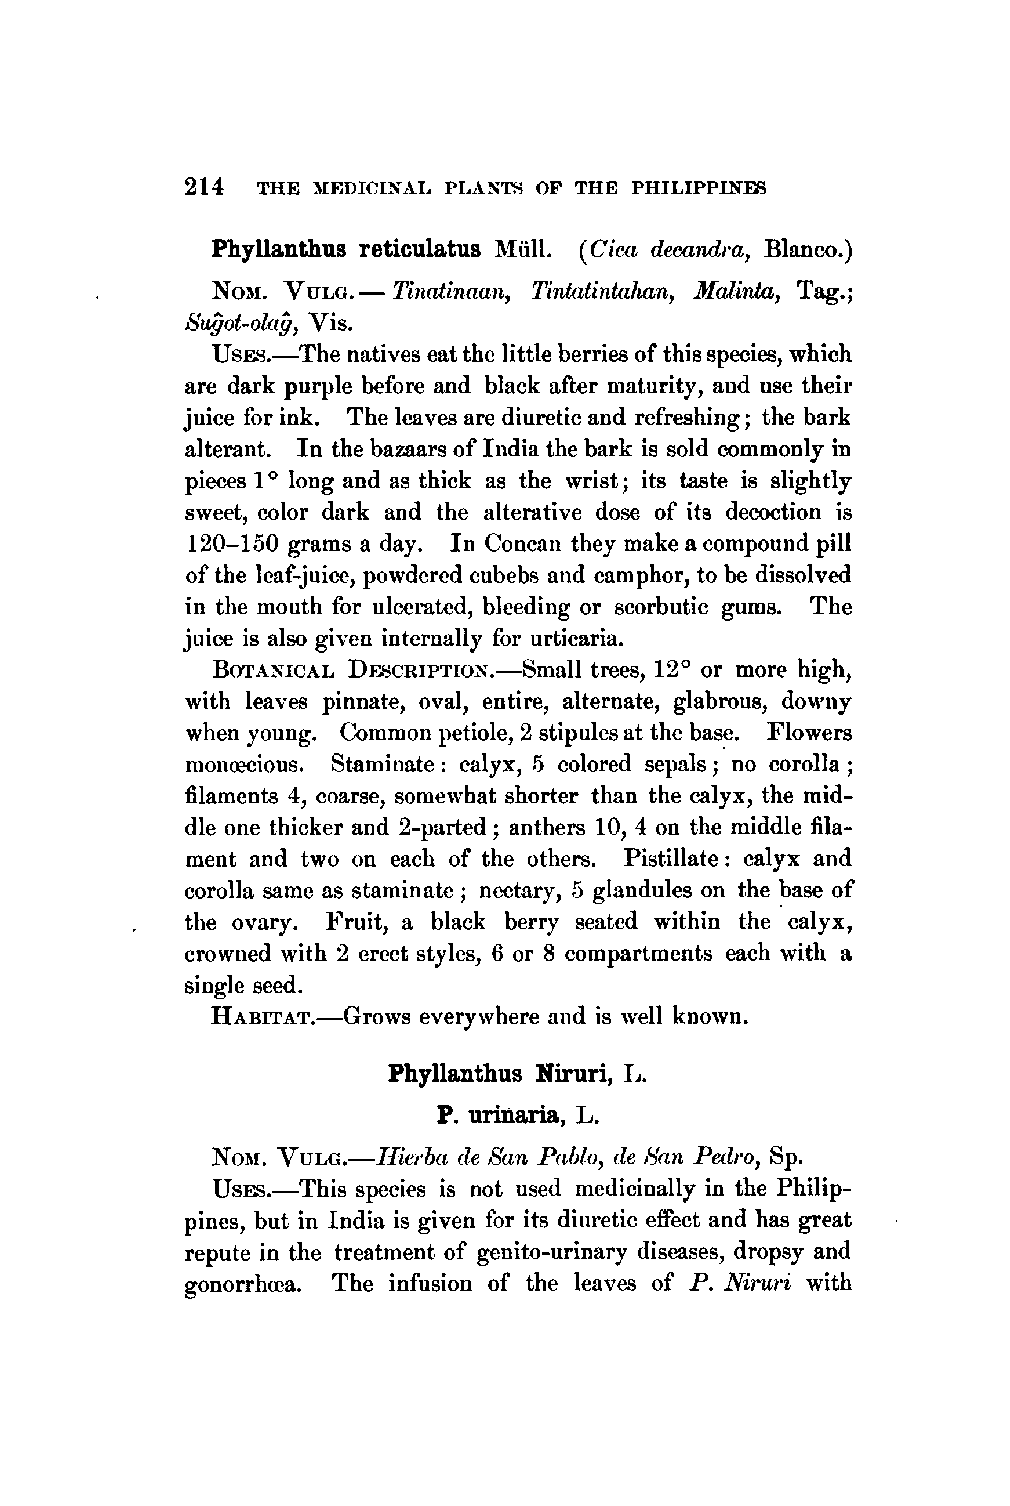 214 THE MEDICINAL PLANTS OF THE PHILIPPINES
Phyllanthus reticulatus Müll. (Cica decandra, Blanco.)
NOM. VULG.— Tinatinaan, Tintatintahan, Malinta, Tag.;
Sug̃ot-olag̃, Vis.
USES.—The natives eat the little berries of this species, which
are dark purple before and black after maturity, and use their
juice for ink. The leaves are diuretic and refreshing; the bark
alterant. In the bazaars of India the bark is sold commonly in
pieces 1° long and as thick as the wrist; its taste is slightly
sweet, color dark and the alterative dose of its decoction is
120–150 grams a day. In Concan they make a compound pill
of the leaf-juice, powdered cubebs and camphor, to be dissolved
in the mouth for ulcerated, bleeding or scorbutic gums. The
juice is also given internally for urticaria.
BOTANICAL DESCRIPTION.—Small trees, 12° or more high,
with leaves pinnate, oval, entire, alternate, glabrous, downy
when young. Common petiole, 2 stipules at the base. Flowers
monœcious. Staminate: calyx, 5 colored sepals; no corolla;
filaments 4, coarse, somewhat shorter than the calyx, the mid-
dle one thicker and 2-parted; anthers 10, 4 on the middle fila-
ment and two on each of the others. Pistillate: calyx and
corolla same as staminate; nectary, 5 glandules on the base of
the ovary. Fruit, a black berry seated within the calyx,
crowned with 2 erect styles, 6 or 8 compartments each with a
single seed.
HABITAT.—Grows everywhere and is well known.
Phyllanthus Niruri, L.
P. urinaria, L.
NOM. VULG.—Hierba de San Pablo, de San Pedro, Sp.
USES.—This species is not used medicinally in the Philip-
pines, but in India is given for its diuretic effect and has great
repute in the treatment of genito-urinary diseases, dropsy and
gonorrhœa. The infusion of the leaves of P. Niruri with